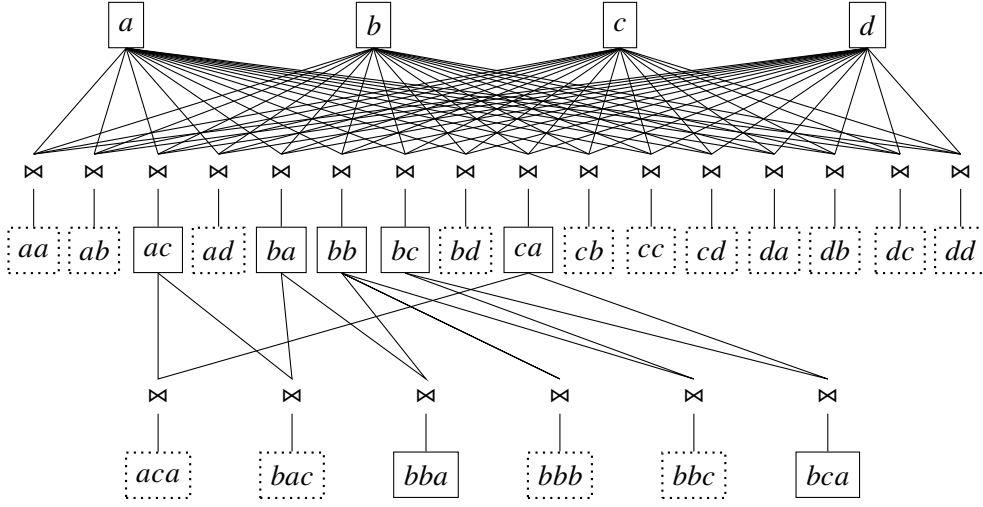 a b c d
⋈ ⋈ ⋈ ⋈ ⋈ ⋈ ⋈ ⋈ ⋈ ⋈ ⋈ ⋈ ⋈ ⋈ ⋈ ⋈
aa ab ac ad ba bb bc bd ca cb cc cd da db dc dd
⋈ ⋈ ⋈ ⋈ ⋈ ⋈
aca bac bba bbb bbc bca